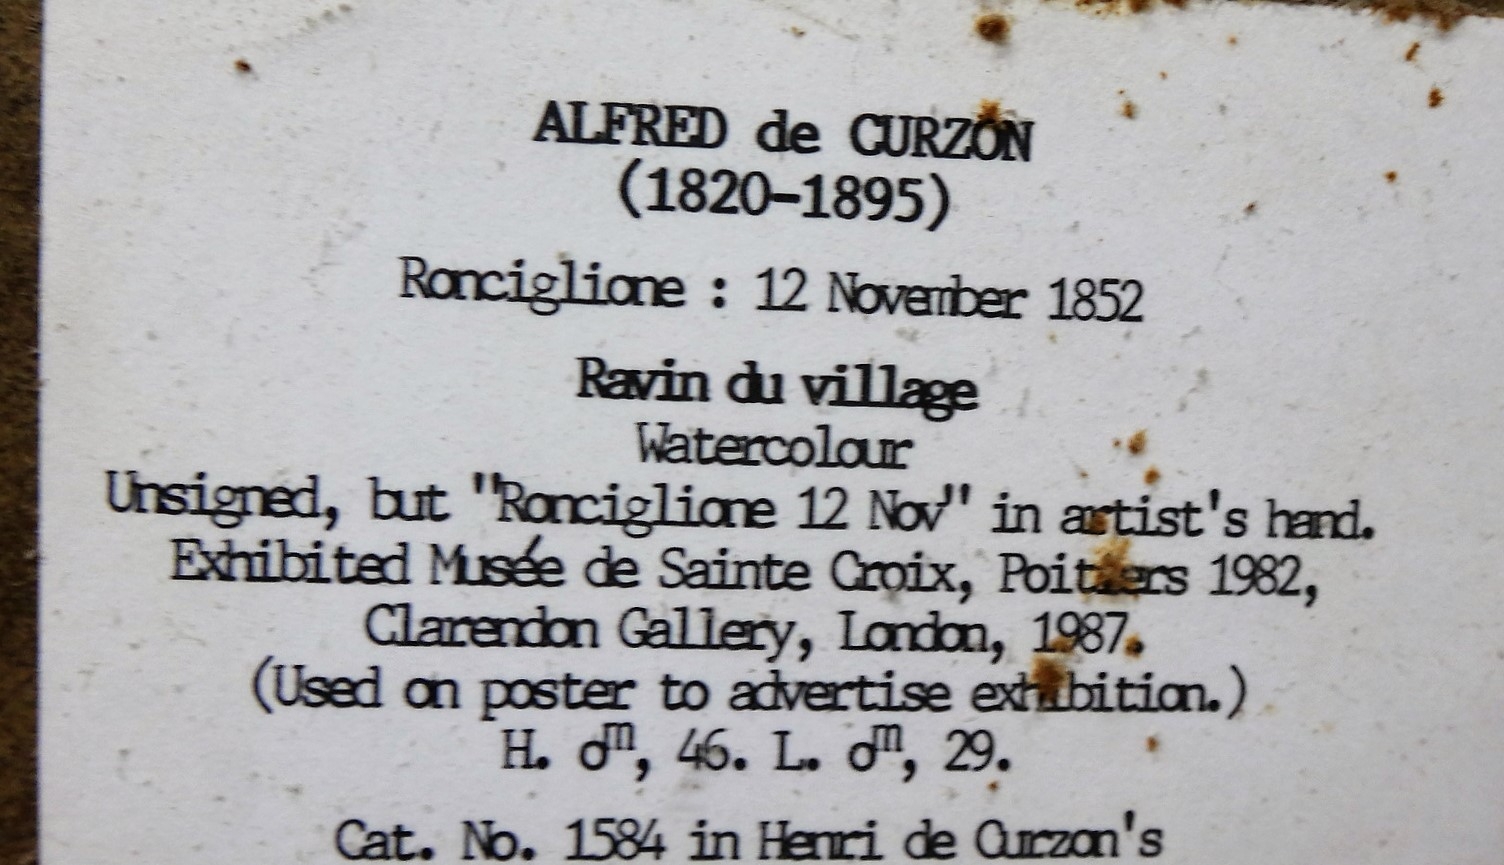 ALFRED de CURZON
(1820-1895)
Ronciglione : 12 November 1852
Ravin du village
Watercolour
Unsigned, but "Ronciglione 12 Nov" in artist's hand.
Exhibited Musée de Sainte Croix, Poitiers 1982,
Clarendon Gallery, London, 1987.
(Used on poster to advertise exhibition.)
H. oᵐ, 46. L. oᵐ, 29.
Cat. No. 1584 in Henri de Curzon's